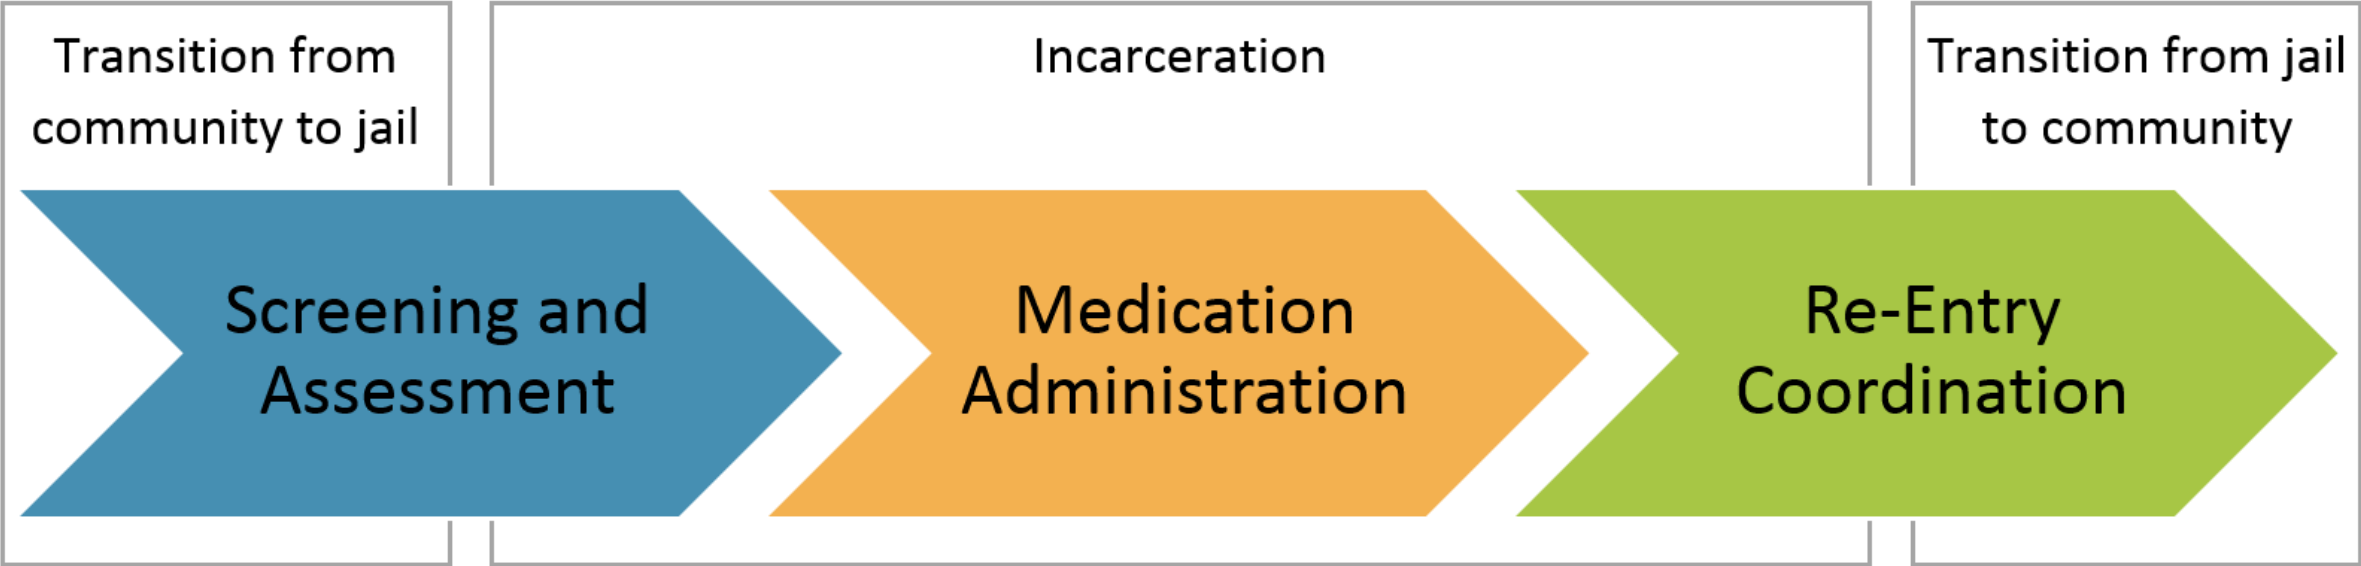 Transition from
community to jail
Incarceration
Transition from jail
to community
Screening and
Assessment
Medication
Administration
Re-Entry
Coordination